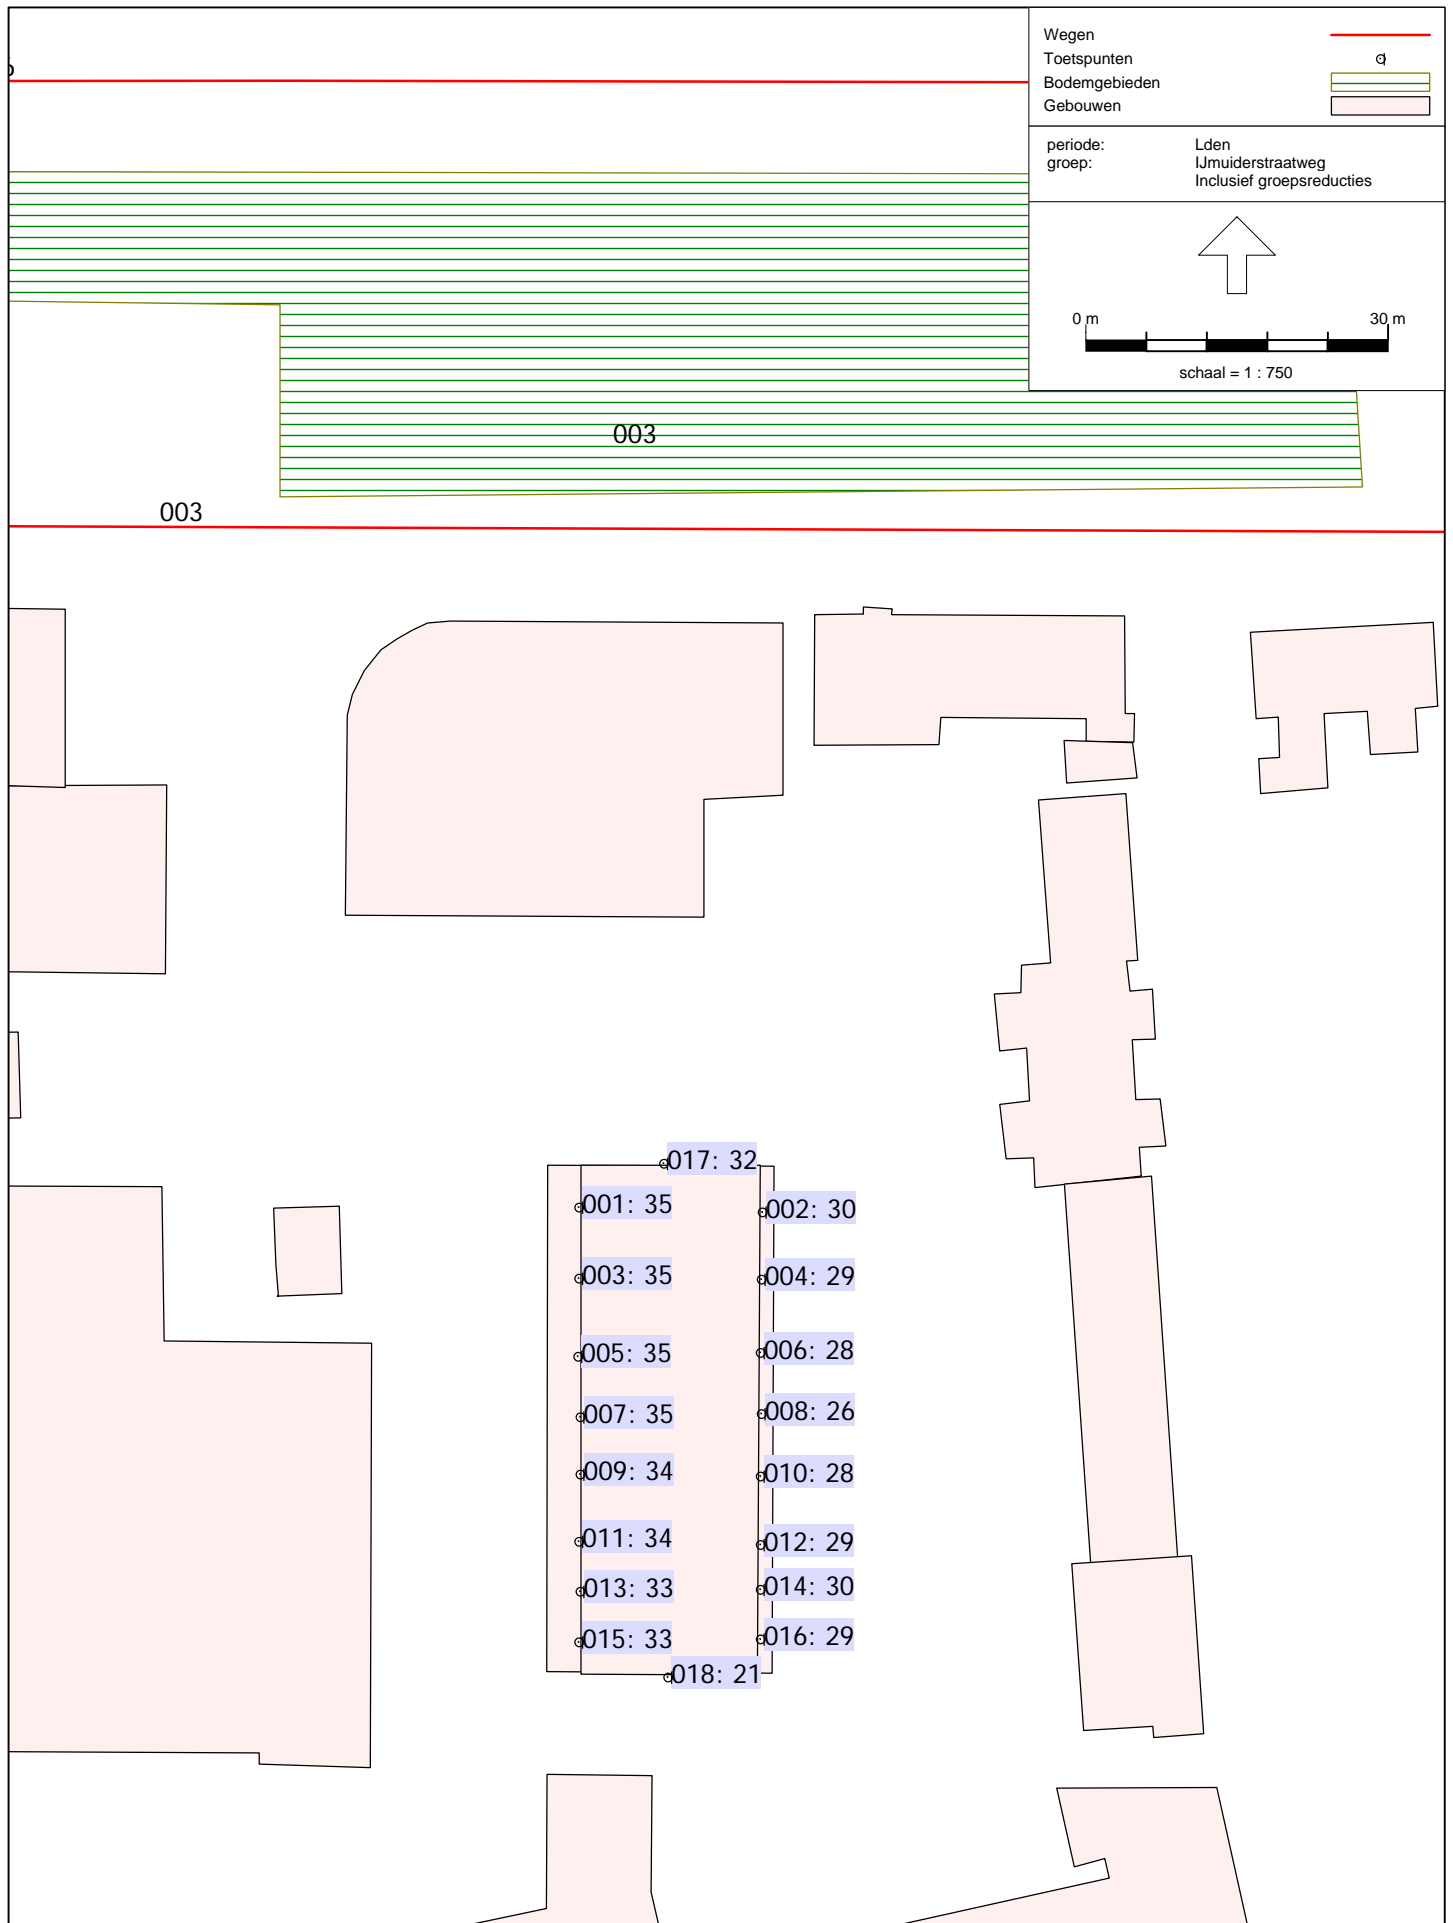 Wegen
Toetspunten
Bodemgebieden
Gebouwen
periode: Lden
groep: IJmuiderstraatweg
Inclusief groepsreducties
0 m 30 m
schaal = 1 : 750
003
003
017: 32
001: 35 002: 30
003: 35 004: 29
005: 35 006: 28
007: 35 008: 26
009: 34 010: 28
011: 34 012: 29
013: 33 014: 30
015: 33 016: 29
018: 21